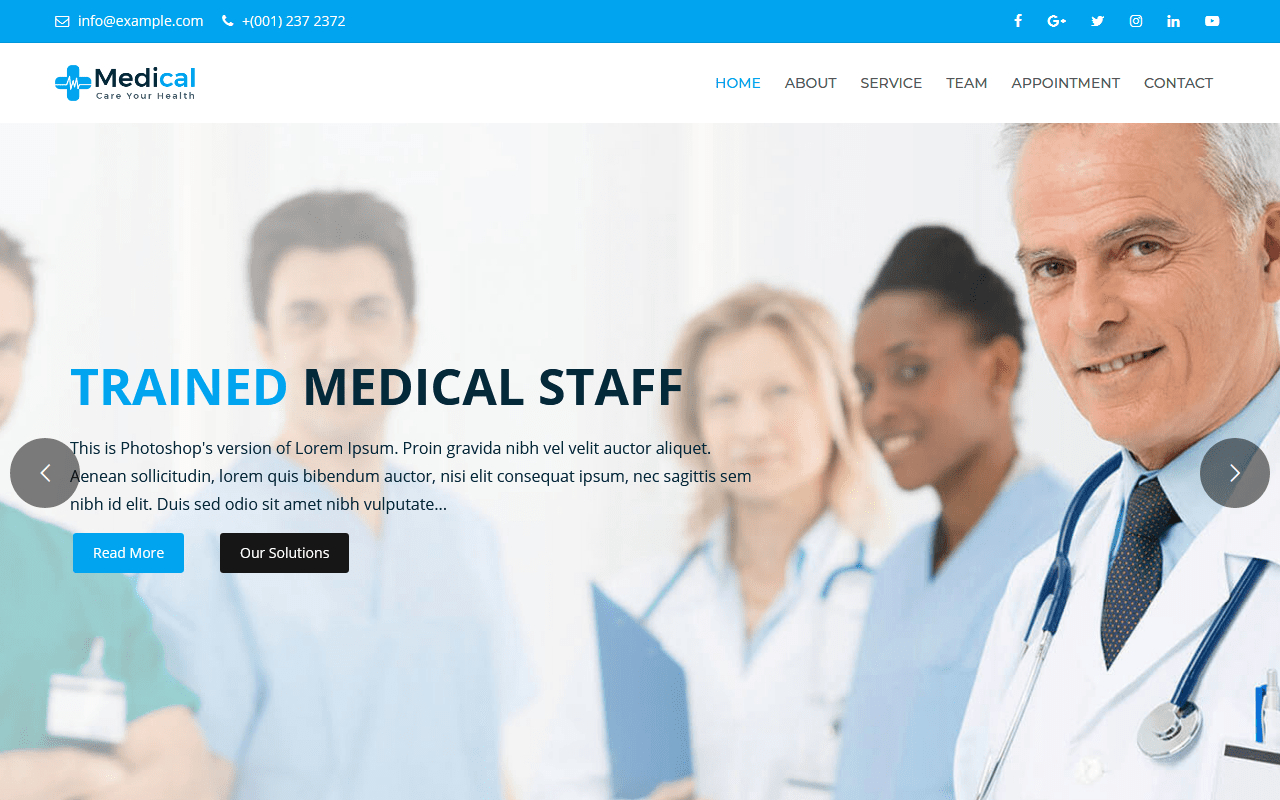 info@example.com +(001) 237 2372
Medical
Care Your Health
HOME ABOUT SERVICE TEAM APPOINTMENT CONTACT
TRAINED MEDICAL STAFF
This is Photoshop's version of Lorem Ipsum. Proin gravida nibh vel velit auctor aliquet.
Aenean sollicitudin, lorem quis bibendum auctor, nisi elit consequat ipsum, nec sagittis sem
nibh id elit. Duis sed odio sit amet nibh vulputate...
Read More Our Solutions